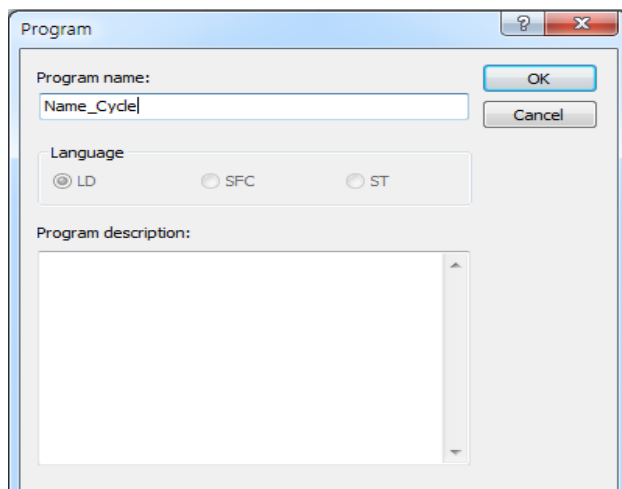 Program
Program name:
OK
Name_Cycle
Cancel
Language
LD SFC ST
Program description: